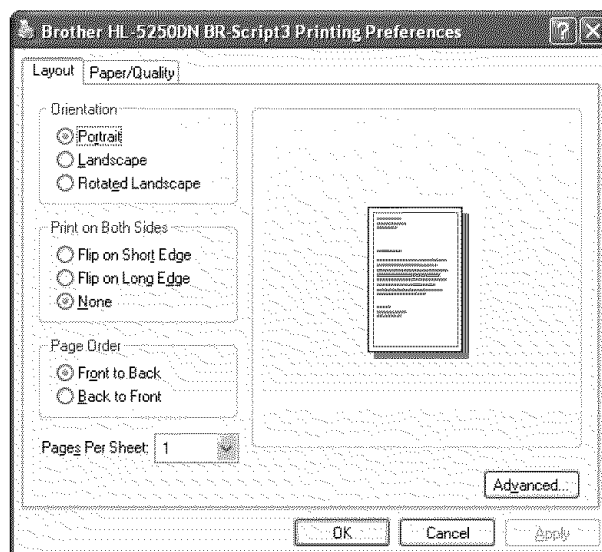 Brother HL-5250DN BR-Script3 Printing Preferences
Layout
Paper/Quality
Orientation
Portrait
Landscape
Rotated Landscape
Print on Both Sides
Flip on Short Edge
Flip on Long Edge
None
Page Order
Front to Back
Back to Front
Pages Per Sheet: 1
Advanced...
OK
Cancel
Apply